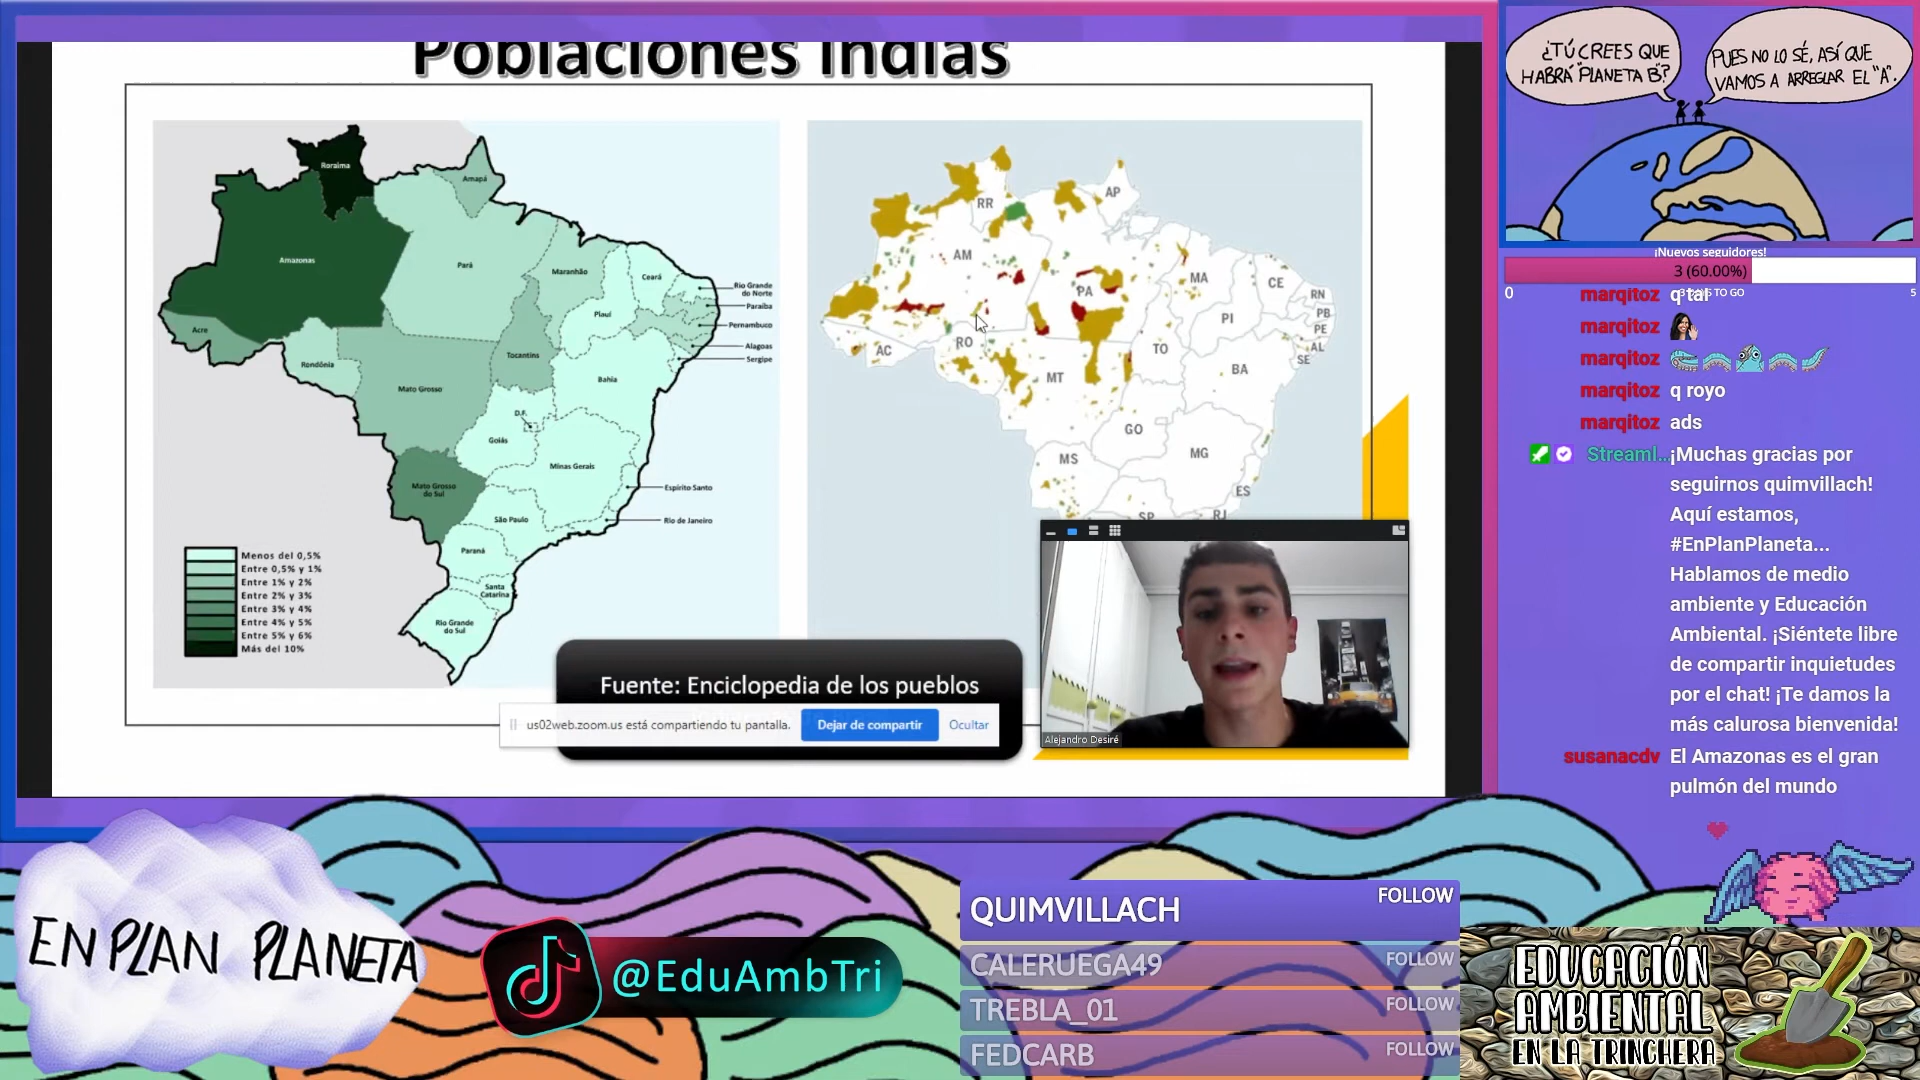 Poblaciones Indias
Roraima
Amapá
Amazonas
Pará
Maranhão
Ceará
Rio Grande
do Norte
Paraíba
Piauí
Pernambuco
Acre
Alagoas
Sergipe
Rondônia
Tocantins
Mato Grosso
Bahia
D.F.
Goiás
Minas Gerais
Mato Grosso
do Sul
Espírito Santo
São Paulo
Rio de Janeiro
Paraná
Santa
Catarina
Rio Grande
do Sul
Menos del 0,5%
Entre 0,5% y 1%
Entre 1% y 2%
Entre 2% y 3%
Entre 3% y 4%
Entre 4% y 5%
Entre 5% y 6%
Más del 10%
RR
AP
AM
PA
MA
CE
RN
PB
PI
PE
AL
SE
AC
RO
TO
MT
BA
GO
MS
MG
ES
SP
RJ
Fuente: Enciclopedia de los pueblos
us02web.zoom.us está compartiendo tu pantalla.
Dejar de compartir
Ocultar
Alejandro Desiré
¿TÚ CREES QUE
HABRÁ PLANETA B?
PUES NO LO SÉ, ASÍ QUE
VAMOS A ARREGLAR EL "A".
¡Nuevos seguidores!
3 (60.00%)
0
5
marqitoz q tal
marqitoz
marqitoz
marqitoz q royo
marqitoz ads
Streaml... ¡Muchas gracias por
seguirnos quimvillach!
Aquí estamos,
#EnPlanPlaneta...
Hablamos de medio
ambiente y Educación
Ambiental. ¡Siéntete libre
de compartir inquietudes
por el chat! ¡Te damos la
más calurosa bienvenida!
susanacdv El Amazonas es el gran
pulmón del mundo
EN PLAN PLANETA
@EduAmbTri
QUIMVILLACH FOLLOW
CALERUEGA49 FOLLOW
TREBLA_01 FOLLOW
FEDCARB FOLLOW
EDUCACIÓN
AMBIENTAL
EN LA TRINCHERA